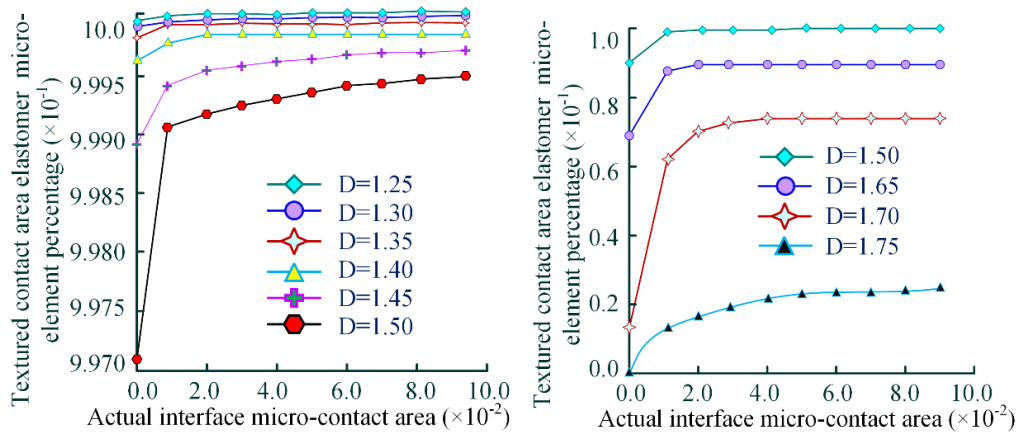 Textured contact area elastomer micro-
element percentage (×10⁻¹)
10.0
9.995
9.990
9.985
9.980
9.975
9.970
0.0 2.0 4.0 6.0 8.0 10.0
Actual interface micro-contact area (×10⁻²)
D=1.25
D=1.30
D=1.35
D=1.40
D=1.45
D=1.50
Textured contact area elastomer micro-
element percentage (×10⁻¹)
1.0
0.8
0.6
0.4
0.2
0.0
0.0 2.0 4.0 6.0 8.0 10.0
Actual interface micro-contact area (×10⁻²)
D=1.50
D=1.65
D=1.70
D=1.75